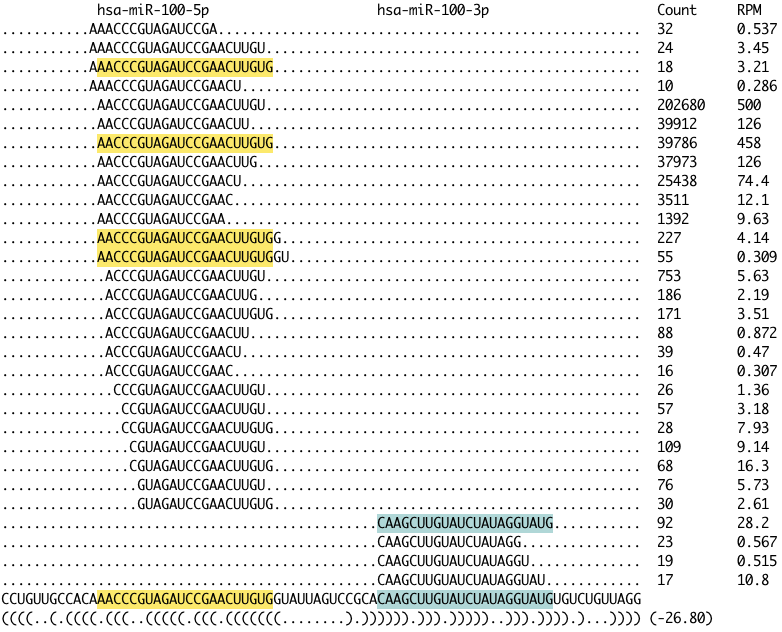 hsa-miR-100-5p hsa-miR-100-3p Count RPM
...........AAACCCGUAGAUCCGA..................................................... 32 0.537
...........AAACCCGUAGAUCCGAACUUGU............................................... 24 3.45
...........AAACCCGUAGAUCCGAACUUGUG.............................................. 18 3.21
...........AAACCCGUAGAUCCGAACU.................................................. 10 0.286
............AACCCGUAGAUCCGAACUUGU............................................... 202680 500
............AACCCGUAGAUCCGAACUU................................................. 39912 126
............AACCCGUAGAUCCGAACUUGUG.............................................. 39786 458
............AACCCGUAGAUCCGAACUUG................................................ 37973 126
............AACCCGUAGAUCCGAACU.................................................. 25438 74.4
............AACCCGUAGAUCCGAAC................................................... 3511 12.1
............AACCCGUAGAUCCGAA.................................................... 1392 9.63
............AACCCGUAGAUCCGAACUUGUGG............................................. 227 4.14
............AACCCGUAGAUCCGAACUUGUGGU............................................ 55 0.309
.............ACCCGUAGAUCCGAACUUGU............................................... 753 5.63
.............ACCCGUAGAUCCGAACUUG................................................ 186 2.19
.............ACCCGUAGAUCCGAACUUGUG.............................................. 171 3.51
.............ACCCGUAGAUCCGAACUU................................................. 88 0.872
.............ACCCGUAGAUCCGAACU.................................................. 39 0.47
.............ACCCGUAGAUCCGAAC................................................... 16 0.307
..............CCCGUAGAUCCGAACUUGU............................................... 26 1.36
...............CCGUAGAUCCGAACUUGU............................................... 57 3.18
...............CCGUAGAUCCGAACUUGUG.............................................. 28 7.93
................CGUAGAUCCGAACUUGU............................................... 109 9.14
................CGUAGAUCCGAACUUGUG.............................................. 68 16.3
.................GUAGAUCCGAACUUGU............................................... 76 5.73
.................GUAGAUCCGAACUUGUG.............................................. 30 2.61
...............................................CAAGCUUGUAUCUAUAGGUAUG........... 92 28.2
...............................................CAAGCUUGUAUCUAUAGG............... 23 0.567
...............................................CAAGCUUGUAUCUAUAGGU.............. 19 0.515
...............................................CAAGCUUGUAUCUAUAGGUAU............ 17 10.8
CCUGUUGCCACAAACCCGUAGAUCCGAACUUGUGGUAUUAGUCCGCACAAGCUUGUAUCUAUAGGUAUGUGUCUGUUAGG
((((..(.((((.(((..(((((.(((.(((((((........).)))))).))).)))))..))).)))).)...)))) (-26.80)